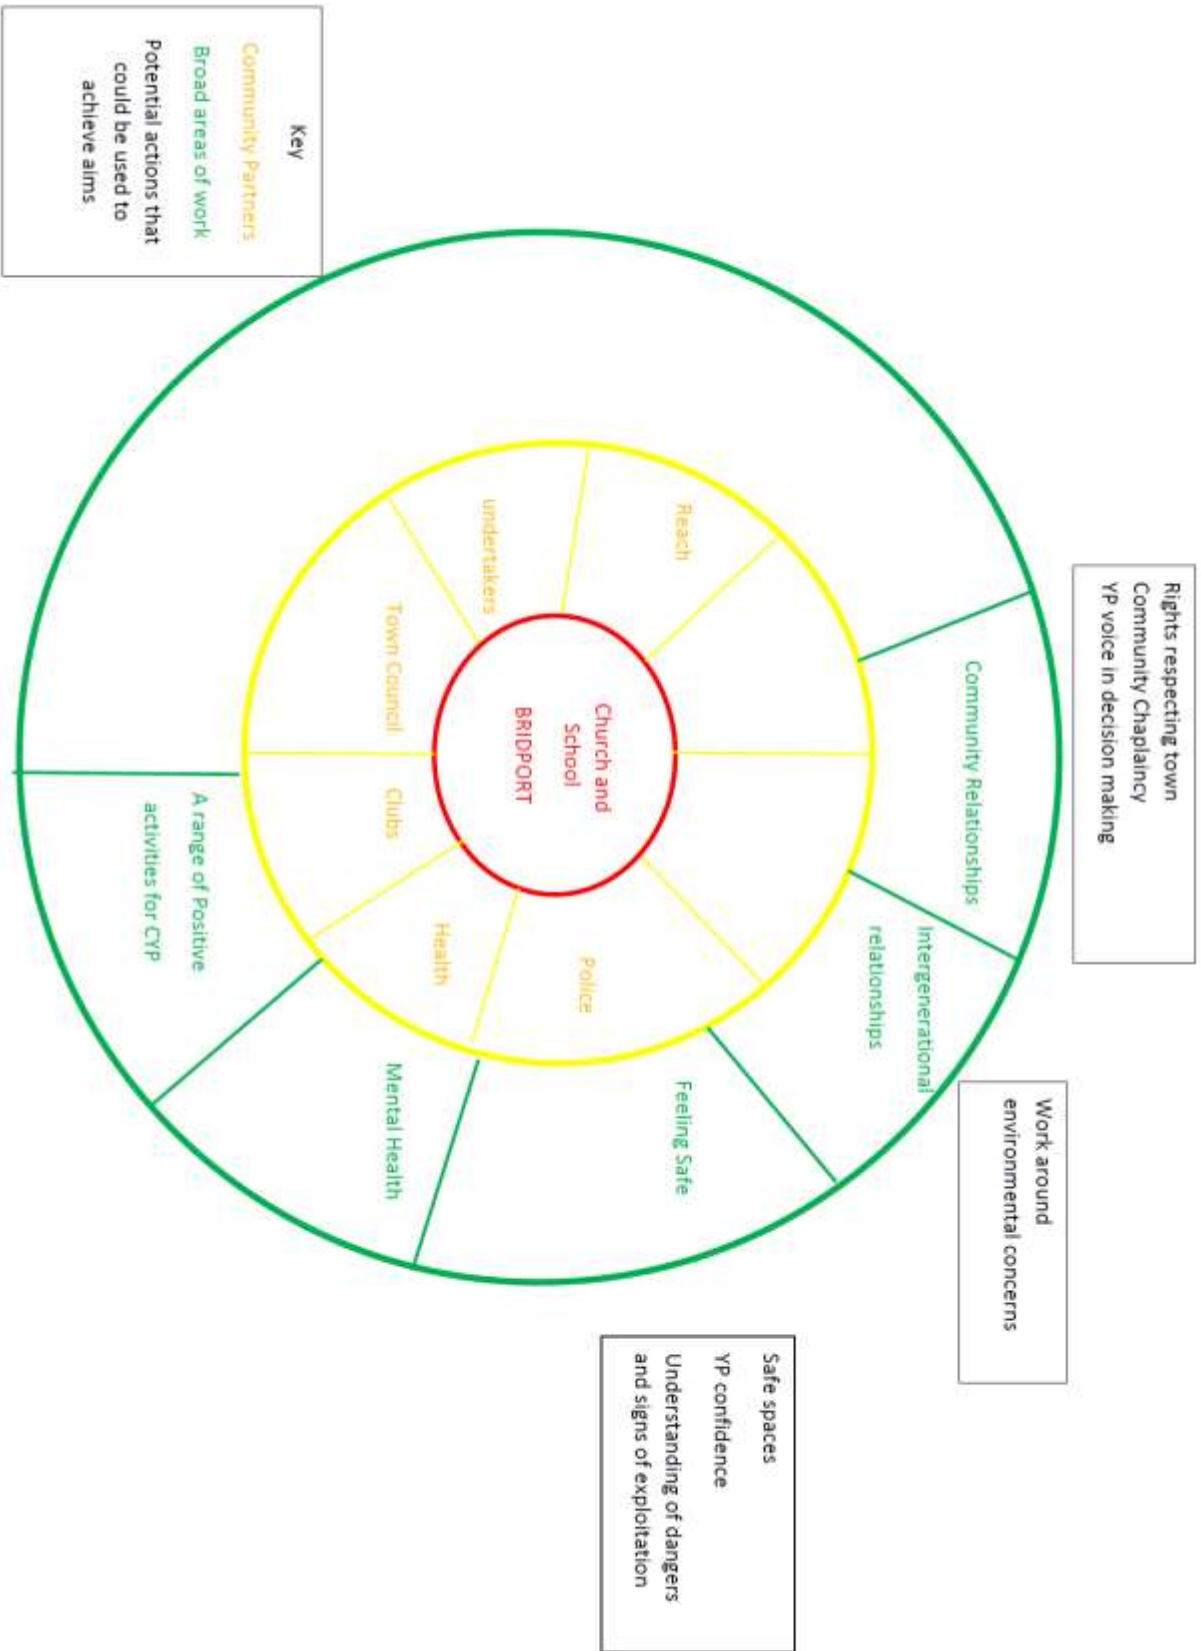 Rights respecting town
Community Chaplaincy
YP voice in decision making
Work around
environmental concerns
Safe spaces
YP confidence
Understanding of dangers
and signs of exploitation
Community Relationships
Intergenerational
relationships
Feeling Safe
Mental Health
A range of Positive
activities for CYP
Reach
undertakers
Town Council
Clubs
Health
Police
Church and
School
BRIDPORT
Key
Community Partners
Broad areas of work
Potential actions that
could be used to
achieve aims